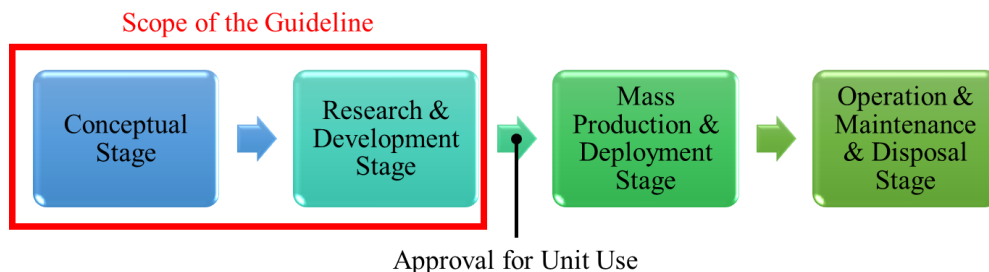 Scope of the Guideline
Conceptual
Stage
Research &
Development
Stage
Mass
Production &
Deployment
Stage
Operation &
Maintenance
& Disposal
Stage
Approval for Unit Use